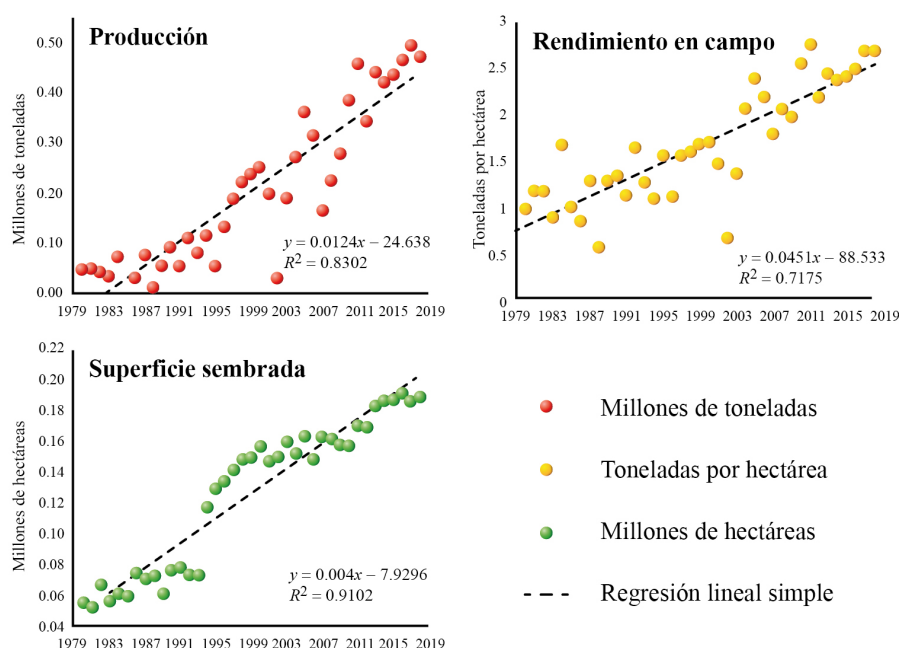 Producción
Millones de toneladas
0.50
0.40
0.30
0.20
0.10
0.00
y = 0.0124x – 24.638
R² = 0.8302
1979 1983 1987 1991 1995 1999 2003 2007 2011 2015 2019
Rendimiento en campo
Toneladas por hectárea
3
2.5
2
1.5
1
0.5
0
y = 0.0451x – 88.533
R² = 0.7175
1979 1983 1987 1991 1995 1999 2003 2007 2011 2015 2019
Superficie sembrada
Millones de hectáreas
0.22
0.20
0.18
0.16
0.14
0.12
0.10
0.08
0.06
0.04
y = 0.004x – 7.9296
R² = 0.9102
1979 1983 1987 1991 1995 1999 2003 2007 2011 2015 2019
Millones de toneladas
Toneladas por hectárea
Millones de hectáreas
Regresión lineal simple